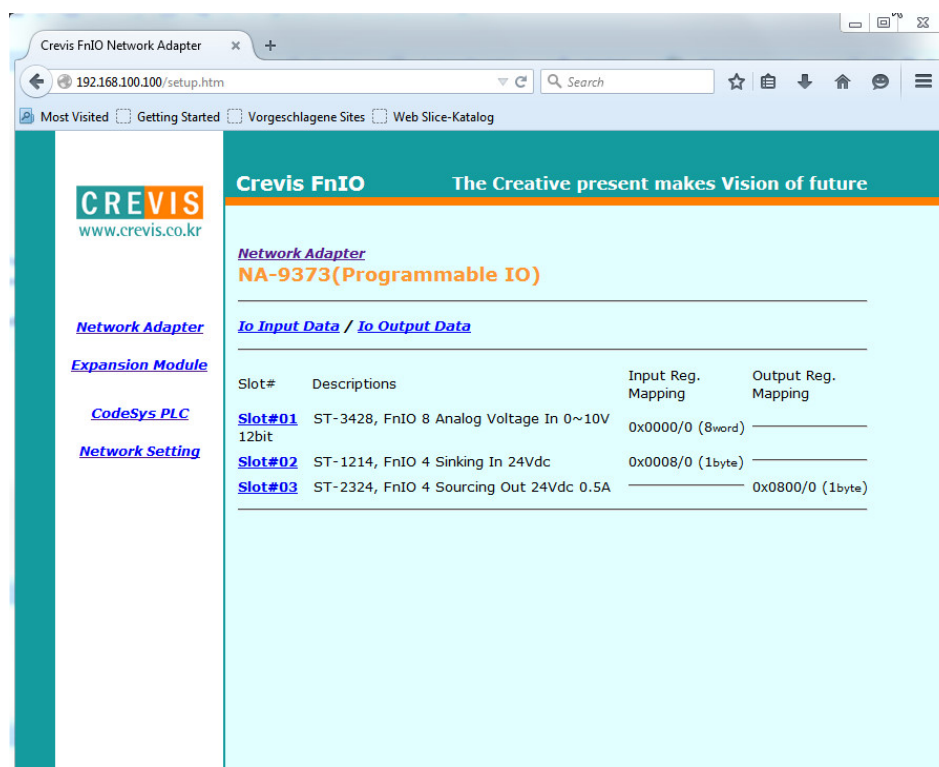 Crevis FnIO Network Adapter
192.168.100.100/setup.htm
Search
Most Visited Getting Started Vorgeschlagene Sites Web Slice-Katalog
CREVIS
www.crevis.co.kr
Network Adapter
Expansion Module
CodeSys PLC
Network Setting
Crevis FnIO The Creative present makes Vision of future
Network Adapter
NA-9373(Programmable IO)
Io Input Data / Io Output Data
Slot# Descriptions Input Reg. Mapping Output Reg. Mapping
Slot#01 ST-3428, FnIO 8 Analog Voltage In 0~10V 12bit 0x0000/0 (8word)
Slot#02 ST-1214, FnIO 4 Sinking In 24Vdc 0x0008/0 (1byte)
Slot#03 ST-2324, FnIO 4 Sourcing Out 24Vdc 0.5A 0x0800/0 (1byte)